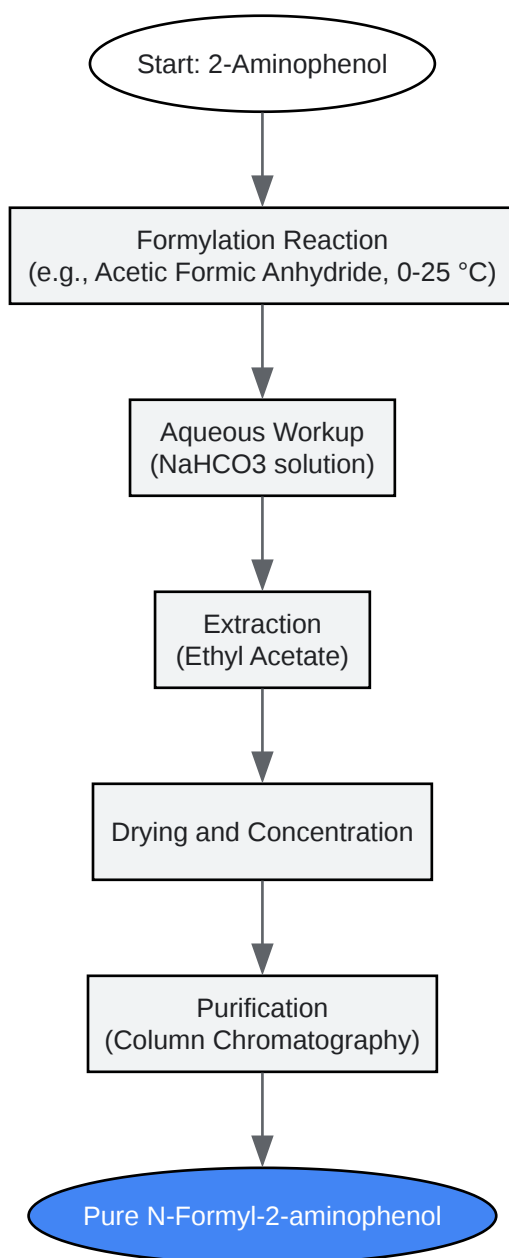 Start: 2-Aminophenol
Formylation Reaction
(e.g., Acetic Formic Anhydride, 0-25 °C)
Aqueous Workup
(NaHCO3 solution)
Extraction
(Ethyl Acetate)
Drying and Concentration
Purification
(Column Chromatography)
Pure N-Formyl-2-aminophenol